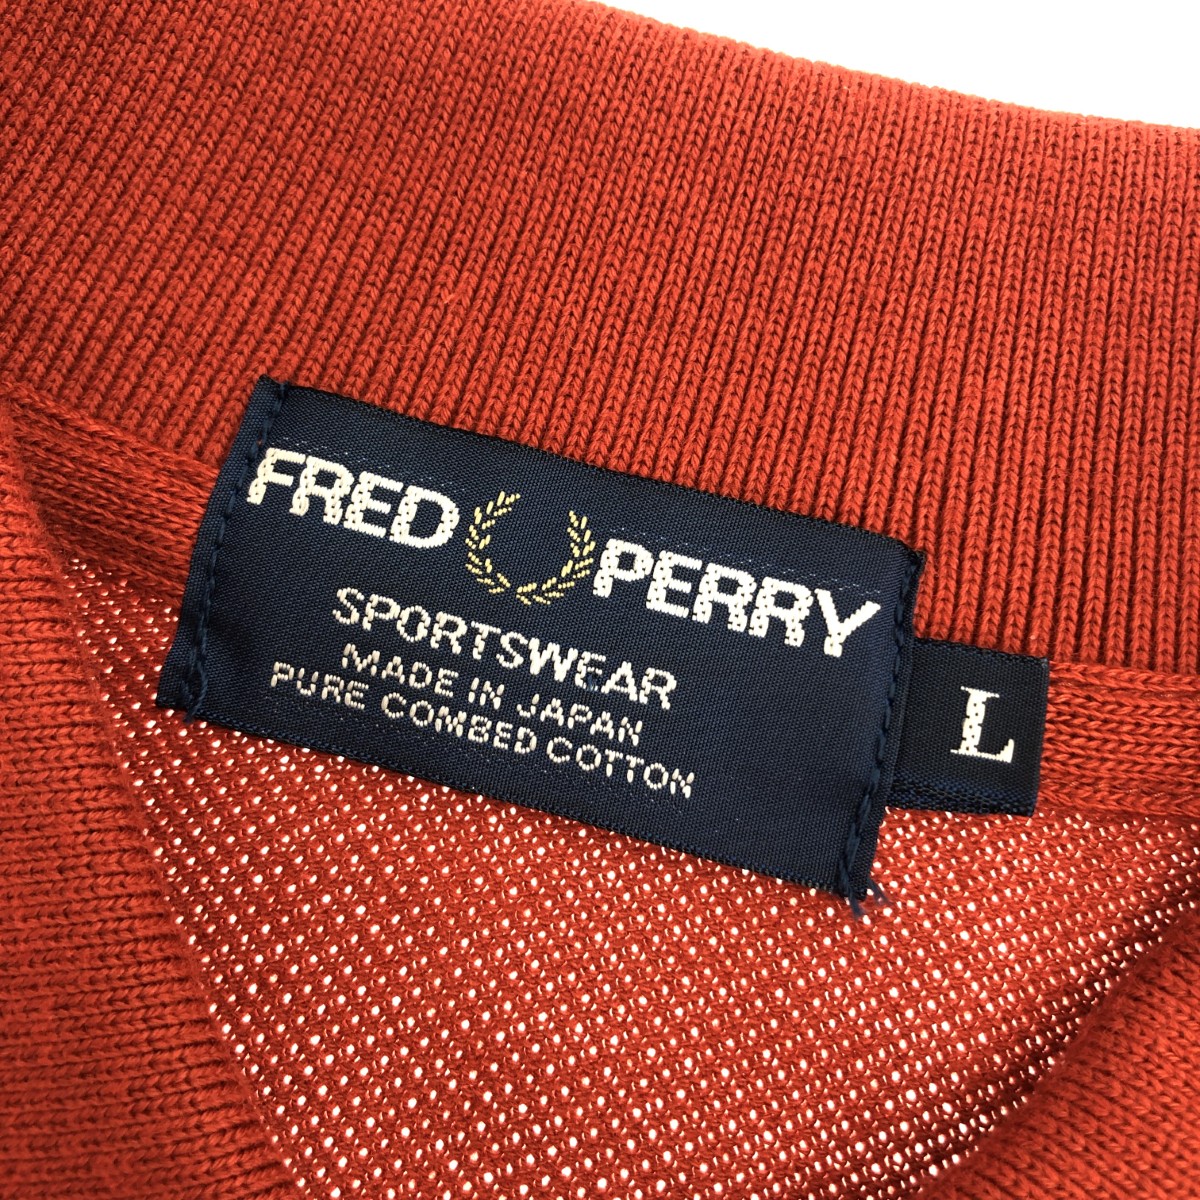 FRED PERRY
SPORTSWEAR
MADE IN JAPAN
PURE COMBED COTTON
L